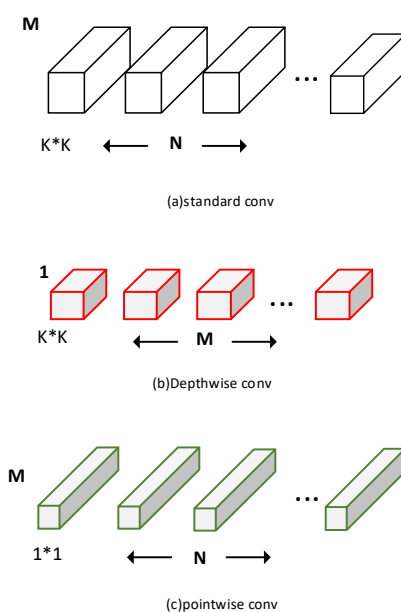 M
...
K*K
N
(a)standard conv
1
...
K*K
M
(b)Depthwise conv
M
...
1*1
N
(c)pointwise conv